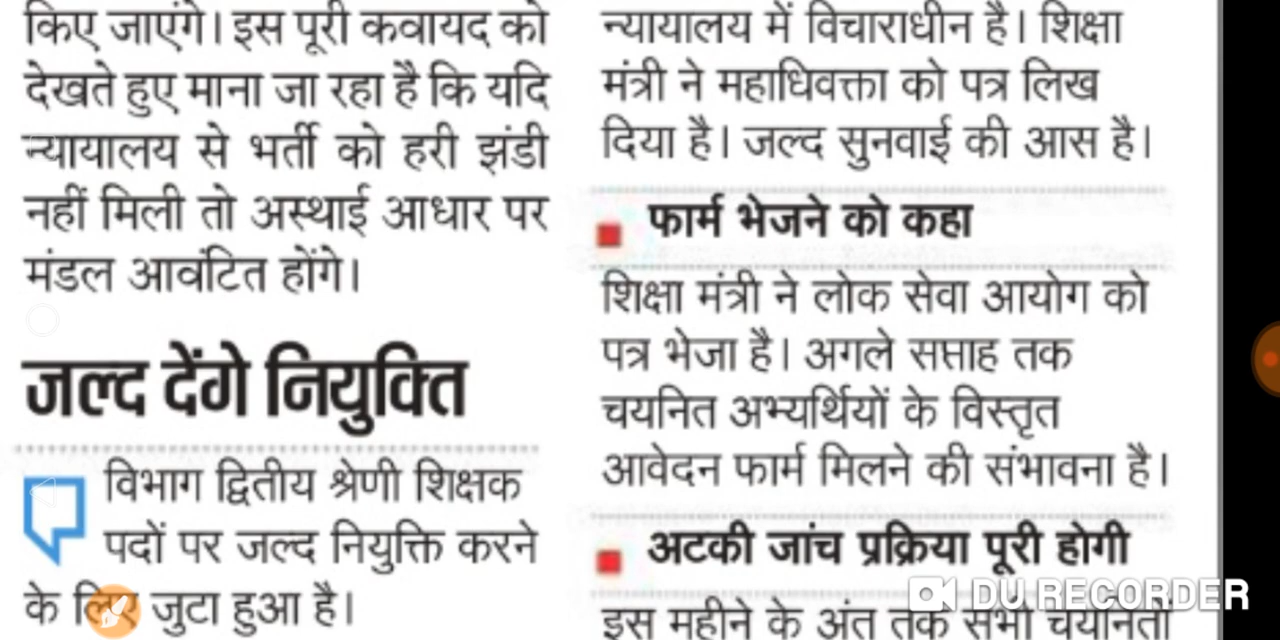 किए जाएंगे। इस पूरी कवायद को
देखते हुए माना जा रहा है कि यदि
न्यायालय से भर्ती को हरी झंडी
नहीं मिली तो अस्थाई आधार पर
मंडल आवंटित होंगे।
जल्द देंगे नियुक्ति
विभाग द्वितीय श्रेणी शिक्षक
पदों पर जल्द नियुक्ति करने
के लिए जुटा हुआ है।
न्यायालय में विचाराधीन है। शिक्षा
मंत्री ने महाधिवक्ता को पत्र लिख
दिया है। जल्द सुनवाई की आस है।
फार्म भेजने को कहा
शिक्षा मंत्री ने लोक सेवा आयोग को
पत्र भेजा है। अगले सप्ताह तक
चयनित अभ्यर्थियों के विस्तृत
आवेदन फार्म मिलने की संभावना है।
अटकी जांच प्रक्रिया पूरी होगी
इस महीने के अंत तक सभी चयनितों
DU RECORDER